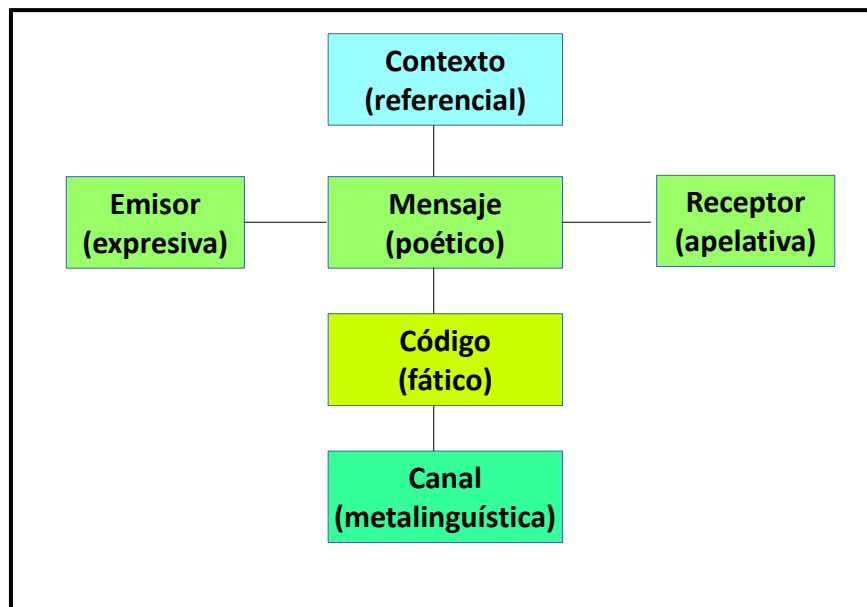 Contexto
(referencial)
Emisor
(expresiva)
Mensaje
(poético)
Receptor
(apelativa)
Código
(fático)
Canal
(metalinguística)